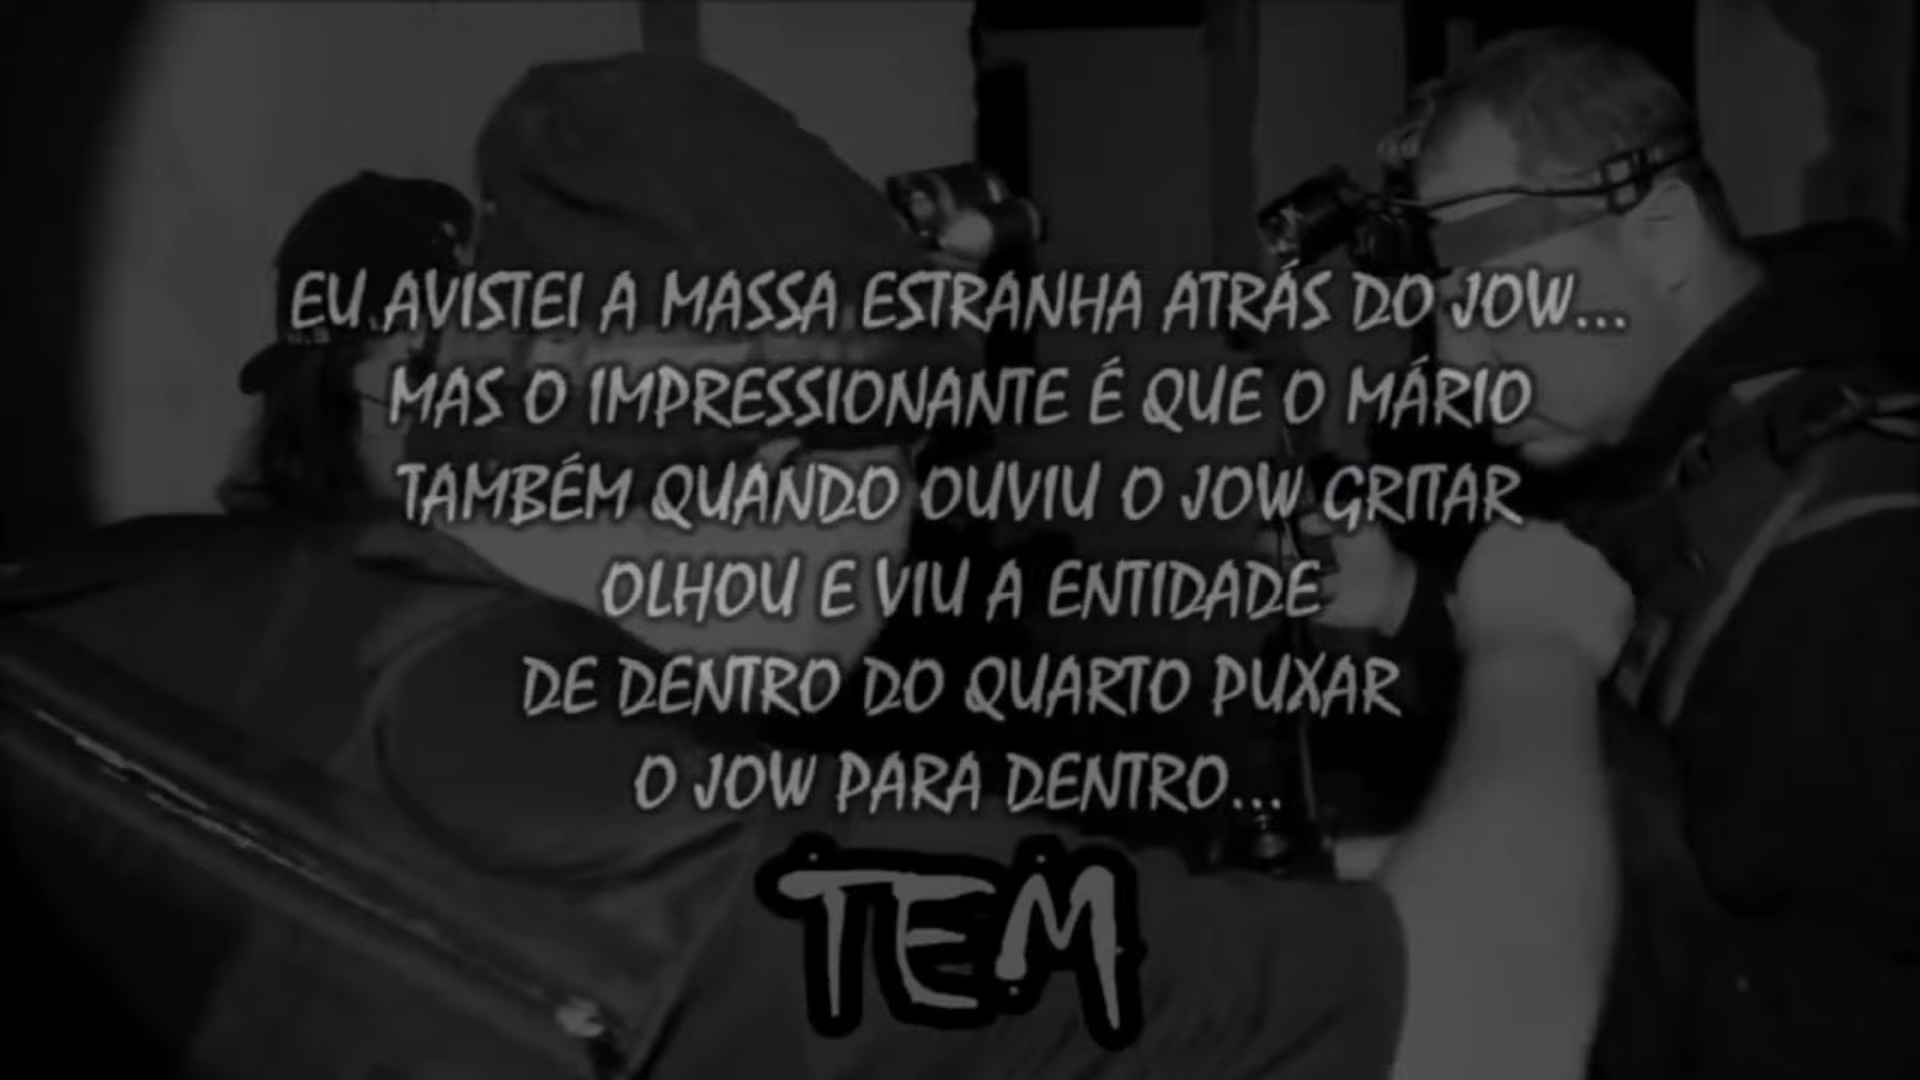 EU AVISTEI A MASSA ESTRANHA ATRÁS DO JOW...
MAS O IMPRESSIONANTE É QUE O MÁRIO
TAMBÉM QUANDO OUVIU O JOW GRITAR
OLHOU E VIU A ENTIDADE
DE DENTRO DO QUARTO PUXAR
O JOW PARA DENTRO...
TEM